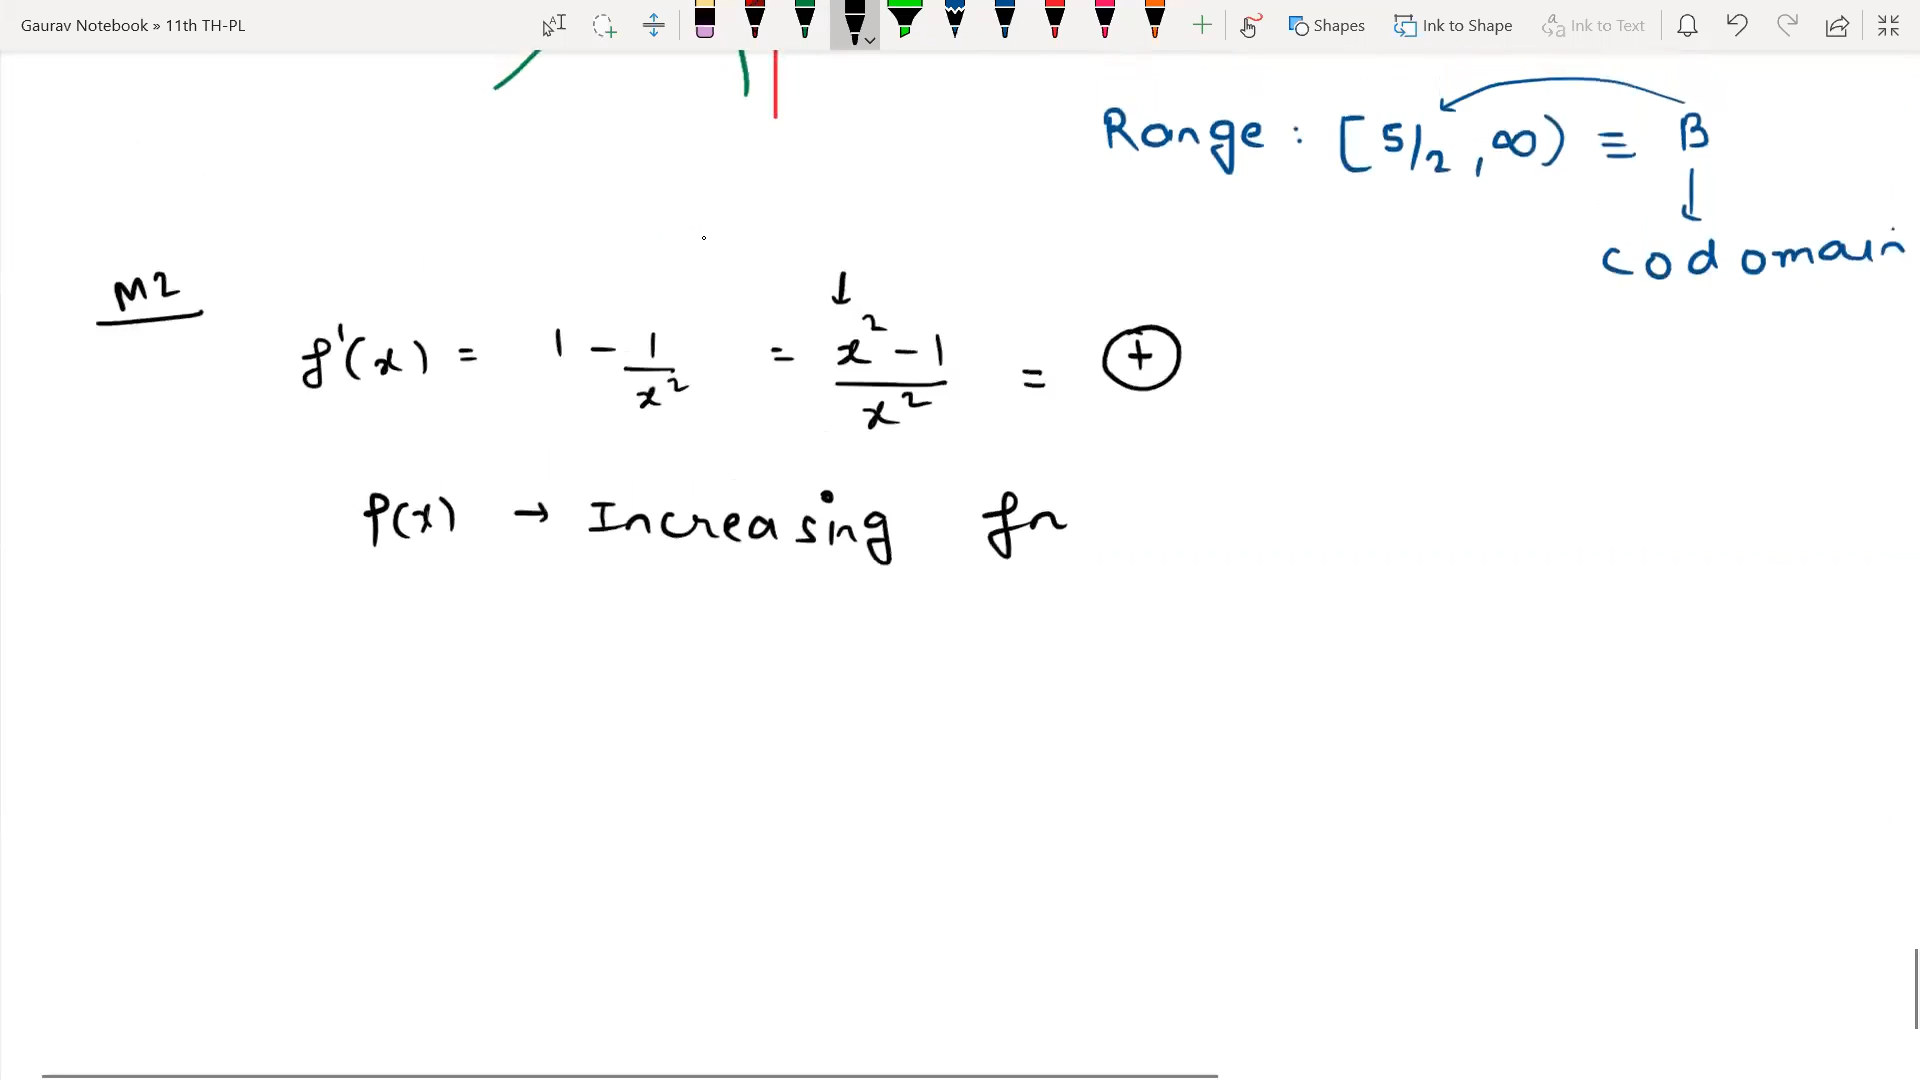 Gaurav Notebook » 11th TH-PL
Shapes
Ink to Shape
Ink to Text
Range : [5/2, ∞) ≡ B
↓
codomain
M2
f'(x) = 1 - 1/x² = x² - 1/x² = +
f(x) → Increasing fn